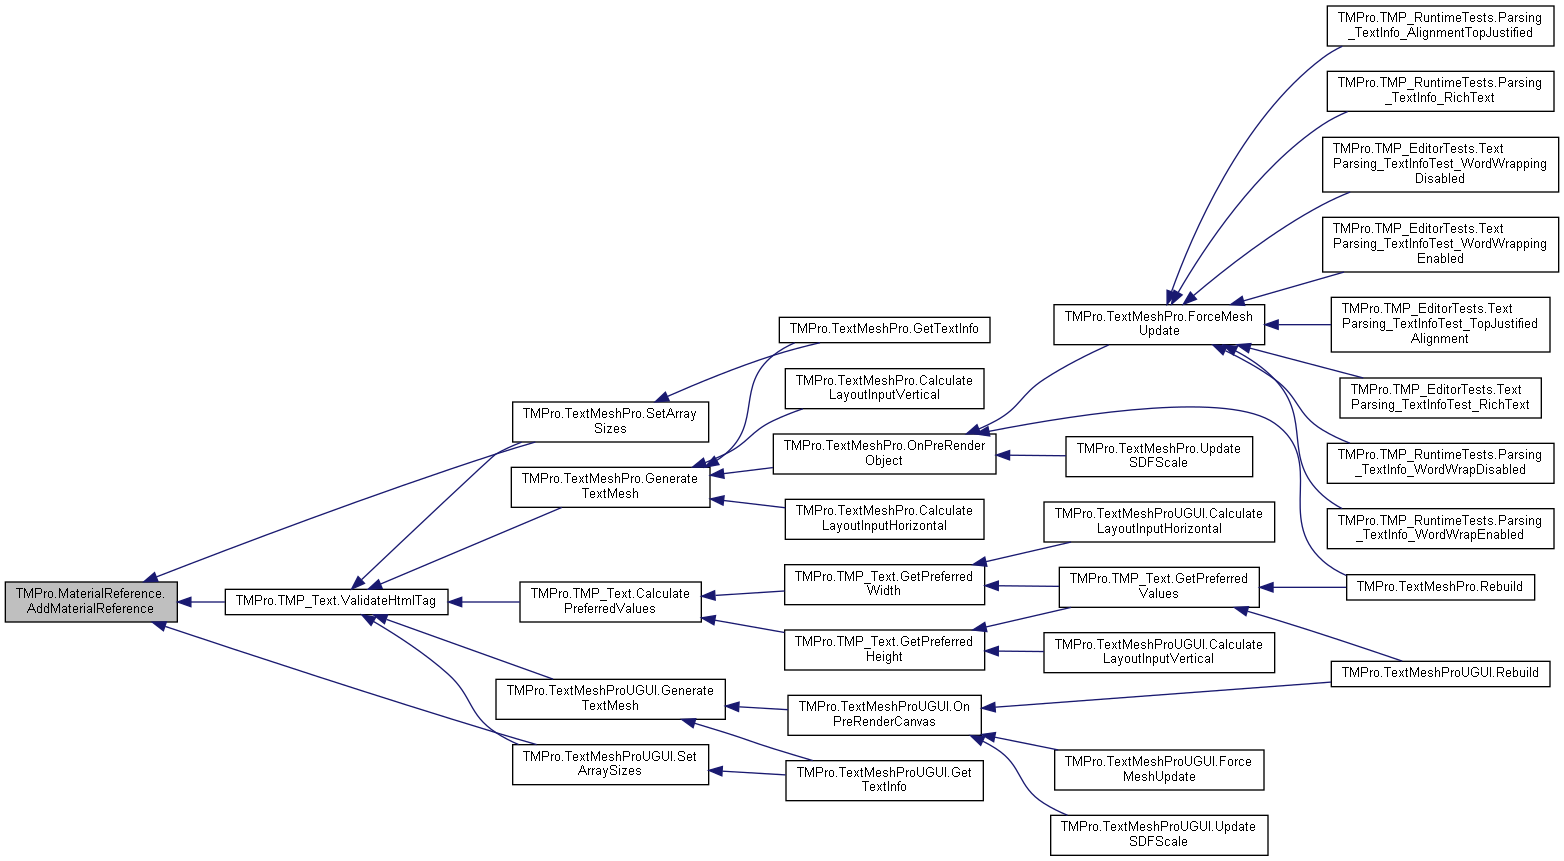 TMPro.MaterialReference.
AddMaterialReference
TMPro.TMP_Text.ValidateHtmlTag
TMPro.TextMeshPro.SetArray
Sizes
TMPro.TextMeshPro.Generate
TextMesh
TMPro.TMP_Text.Calculate
PreferredValues
TMPro.TextMeshProUGUI.Generate
TextMesh
TMPro.TextMeshProUGUI.Set
ArraySizes
TMPro.TextMeshPro.GetTextInfo
TMPro.TextMeshPro.Calculate
LayoutInputVertical
TMPro.TextMeshPro.OnPreRender
Object
TMPro.TextMeshPro.Calculate
LayoutInputHorizontal
TMPro.TMP_Text.GetPreferred
Width
TMPro.TMP_Text.GetPreferred
Height
TMPro.TextMeshProUGUI.On
PreRenderCanvas
TMPro.TextMeshProUGUI.Get
TextInfo
TMPro.TextMeshPro.ForceMesh
Update
TMPro.TextMeshPro.Update
SDFScale
TMPro.TextMeshProUGUI.Calculate
LayoutInputHorizontal
TMPro.TMP_Text.GetPreferred
Values
TMPro.TextMeshProUGUI.Calculate
LayoutInputVertical
TMPro.TextMeshProUGUI.Force
MeshUpdate
TMPro.TextMeshProUGUI.Update
SDFScale
TMPro.TMP_RuntimeTests.Parsing
_TextInfo_AlignmentTopJustified
TMPro.TMP_RuntimeTests.Parsing
_TextInfo_RichText
TMPro.TMP_EditorTests.Text
Parsing_TextInfoTest_WordWrapping
Disabled
TMPro.TMP_EditorTests.Text
Parsing_TextInfoTest_WordWrapping
Enabled
TMPro.TMP_EditorTests.Text
Parsing_TextInfoTest_TopJustified
Alignment
TMPro.TMP_EditorTests.Text
Parsing_TextInfoTest_RichText
TMPro.TMP_RuntimeTests.Parsing
_TextInfo_WordWrapDisabled
TMPro.TMP_RuntimeTests.Parsing
_TextInfo_WordWrapEnabled
TMPro.TextMeshPro.Rebuild
TMPro.TextMeshProUGUI.Rebuild